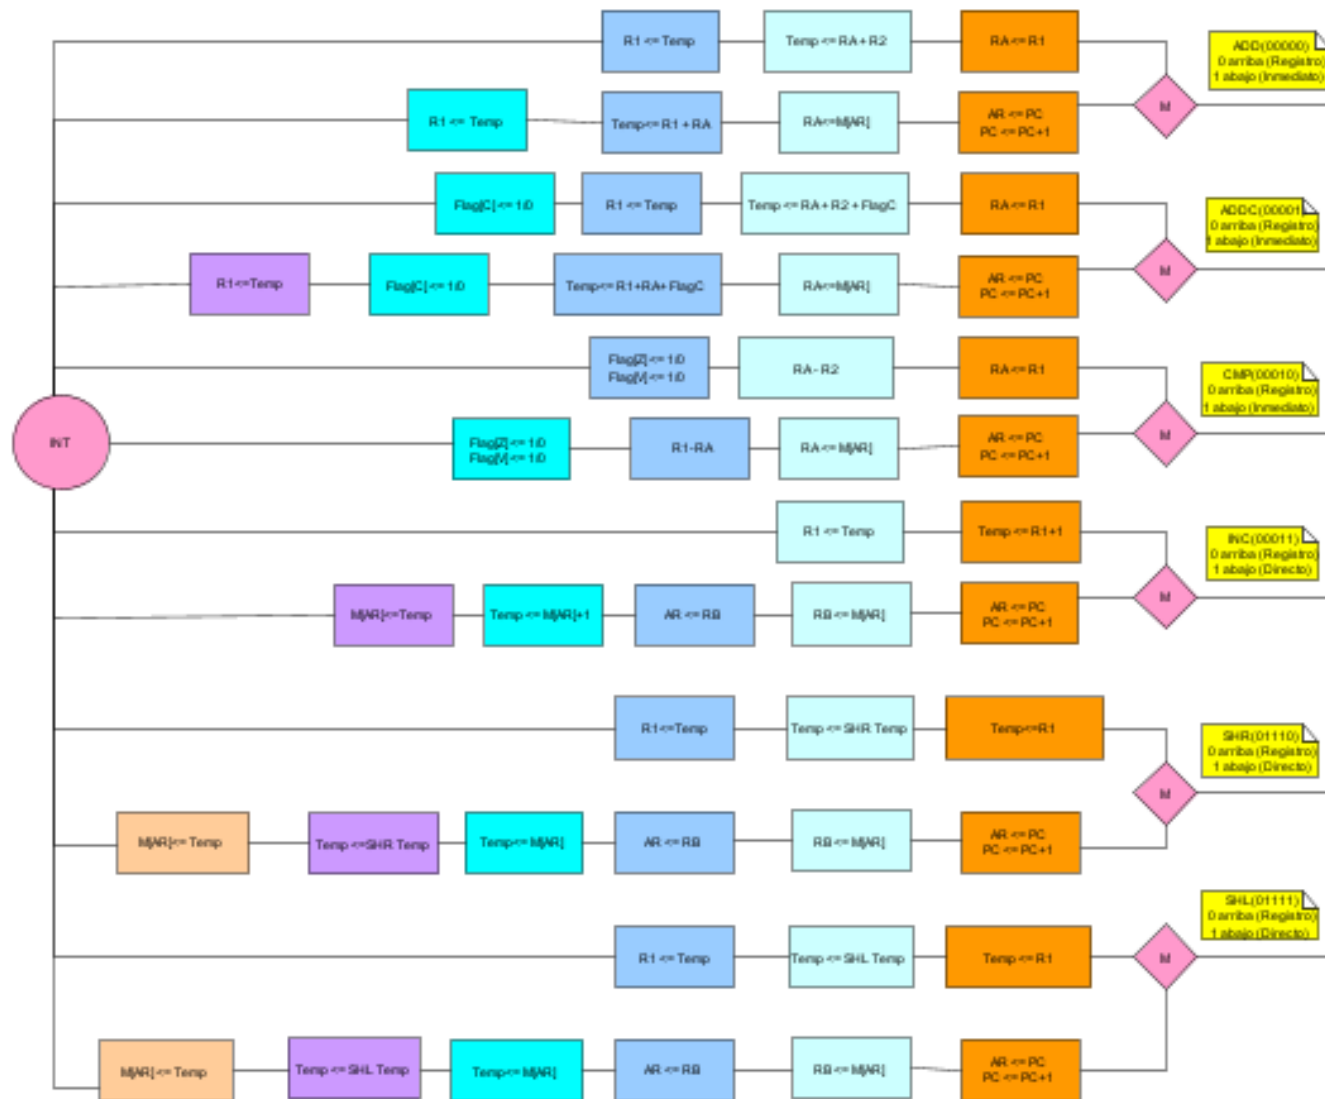 R1 <= Temp
Temp <= RA + R2
RA <= R1
ADD(00000)
0 arriba (Registro)
1 abajo (Inmediato)
M
R1 <= Temp
Temp <= R1 + RA
RA<=M[AR]
AR <= PC
PC <= PC+1
Flag[C] <= 1/0
R1 <= Temp
Temp <= RA + R2 + FlagC
RA <= R1
ADDC(00001
0 arriba (Registro)
1 abajo (Inmediato)
M
R1<=Temp
Flag[C] <= 1/0
Temp<= R1+RA+ FlagC
RA<=M[AR]
AR <= PC
PC <= PC+1
Flag[Z] <= 1/0
Flag[V] <= 1/0
RA - R2
RA <= R1
CMP(00010)
0 arriba (Registro)
1 abajo (Inmediato)
M
INT
Flag[Z] <= 1/0
Flag[V] <= 1/0
R1-RA
RA <= M[AR]
AR <= PC
PC <= PC+1
R1 <= Temp
Temp <= R1+1
INC(00011)
0 arriba (Registro)
1 abajo (Directo)
M
M[AR]<=Temp
Temp <= M[AR]+1
AR <= RB
RB <= M[AR]
AR <= PC
PC <= PC+1
R1<=Temp
Temp <= SHR Temp
Temp<=R1
SHR(01110)
0 arriba (Registro)
1 abajo (Directo)
M
M[AR]<= Temp
Temp <=SHR Temp
Temp<= M[AR]
AR <= RB
RB <= M[AR]
AR <= PC
PC <= PC+1
SHL(01111)
0 arriba (Registro)
1 abajo (Directo)
R1 <= Temp
Temp <= SHL Temp
Temp <= R1
M
M[AR] <= Temp
Temp <= SHL Temp
Temp<= M[AR]
AR <= RB
RB <= M[AR]
AR <= PC
PC <= PC+1